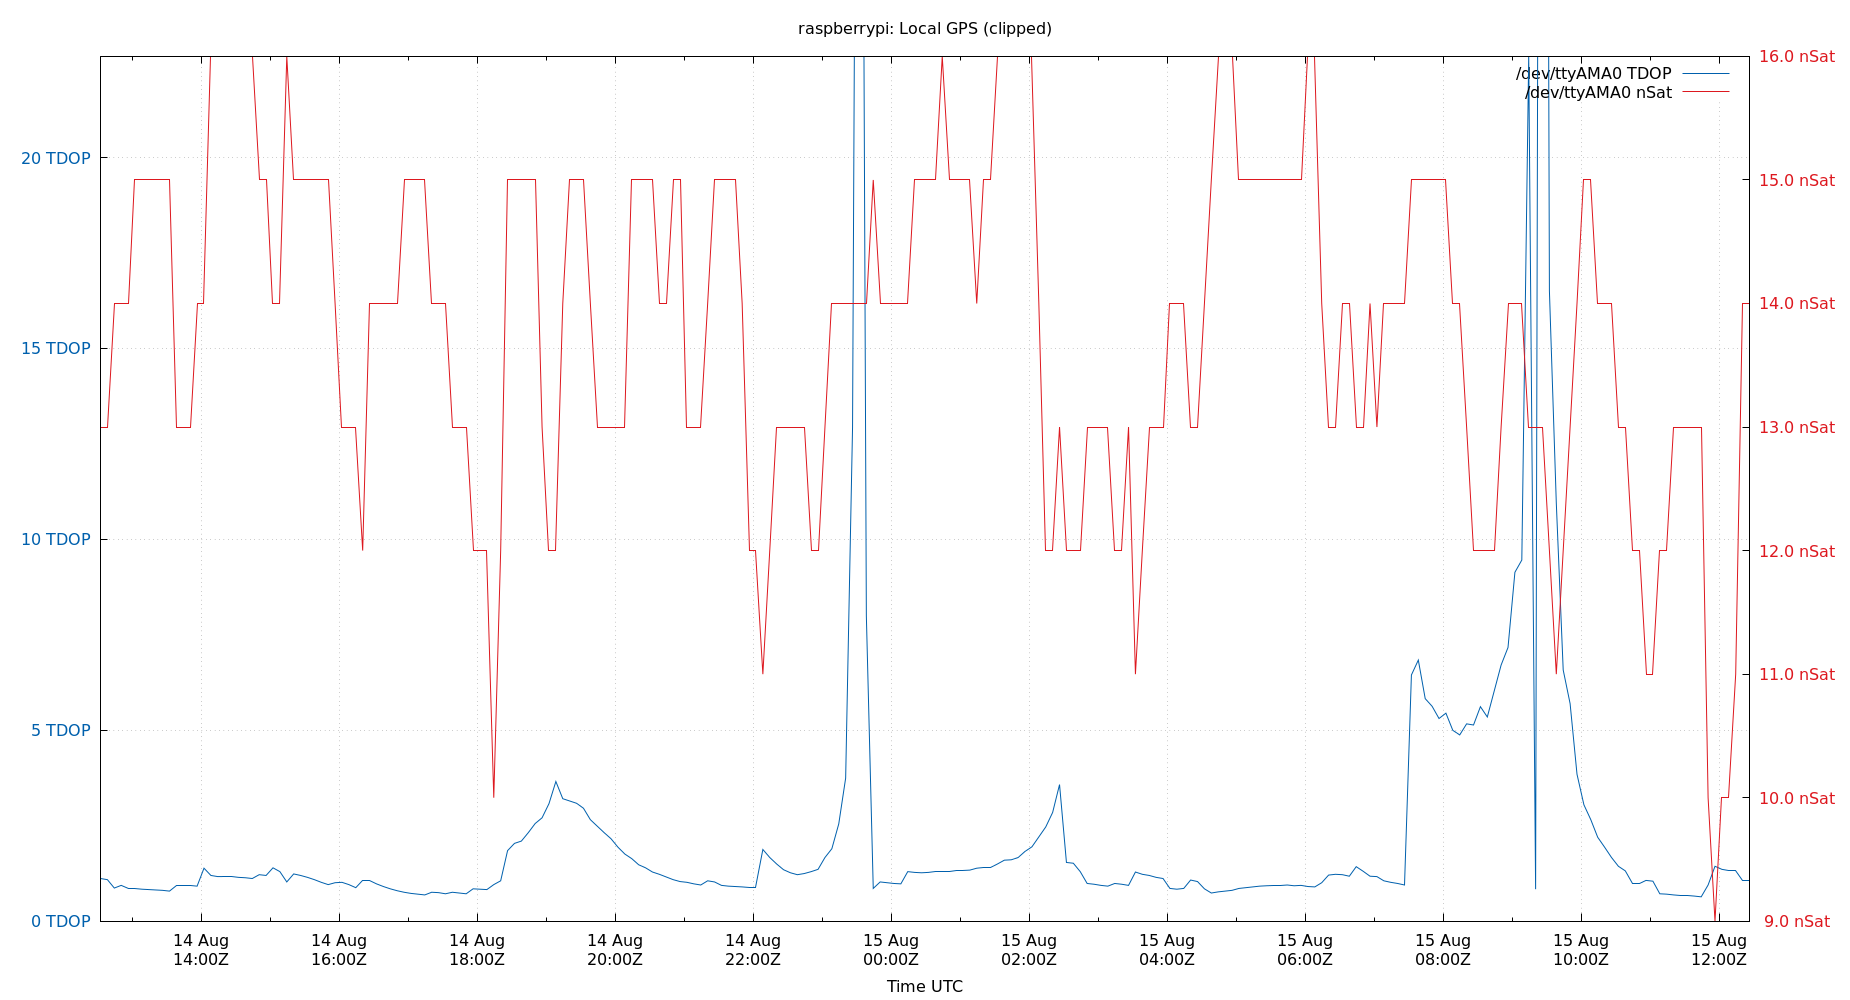 raspberrypi: Local GPS (clipped)
16.0 nSat
/dev/ttyAMA0 TDOP
/dev/ttyAMA0 nSat
20 TDOP
15.0 nSat
14.0 nSat
15 TDOP
13.0 nSat
10 TDOP
12.0 nSat
11.0 nSat
5 TDOP
10.0 nSat
0 TDOP
9.0 nSat
14 Aug 14 Aug 14 Aug 14 Aug 14 Aug 15 Aug 15 Aug 15 Aug 15 Aug 15 Aug 15 Aug 15 Aug
14:00Z 16:00Z 18:00Z 20:00Z 22:00Z 00:00Z 02:00Z 04:00Z 06:00Z 08:00Z 10:00Z 12:00Z
Time UTC